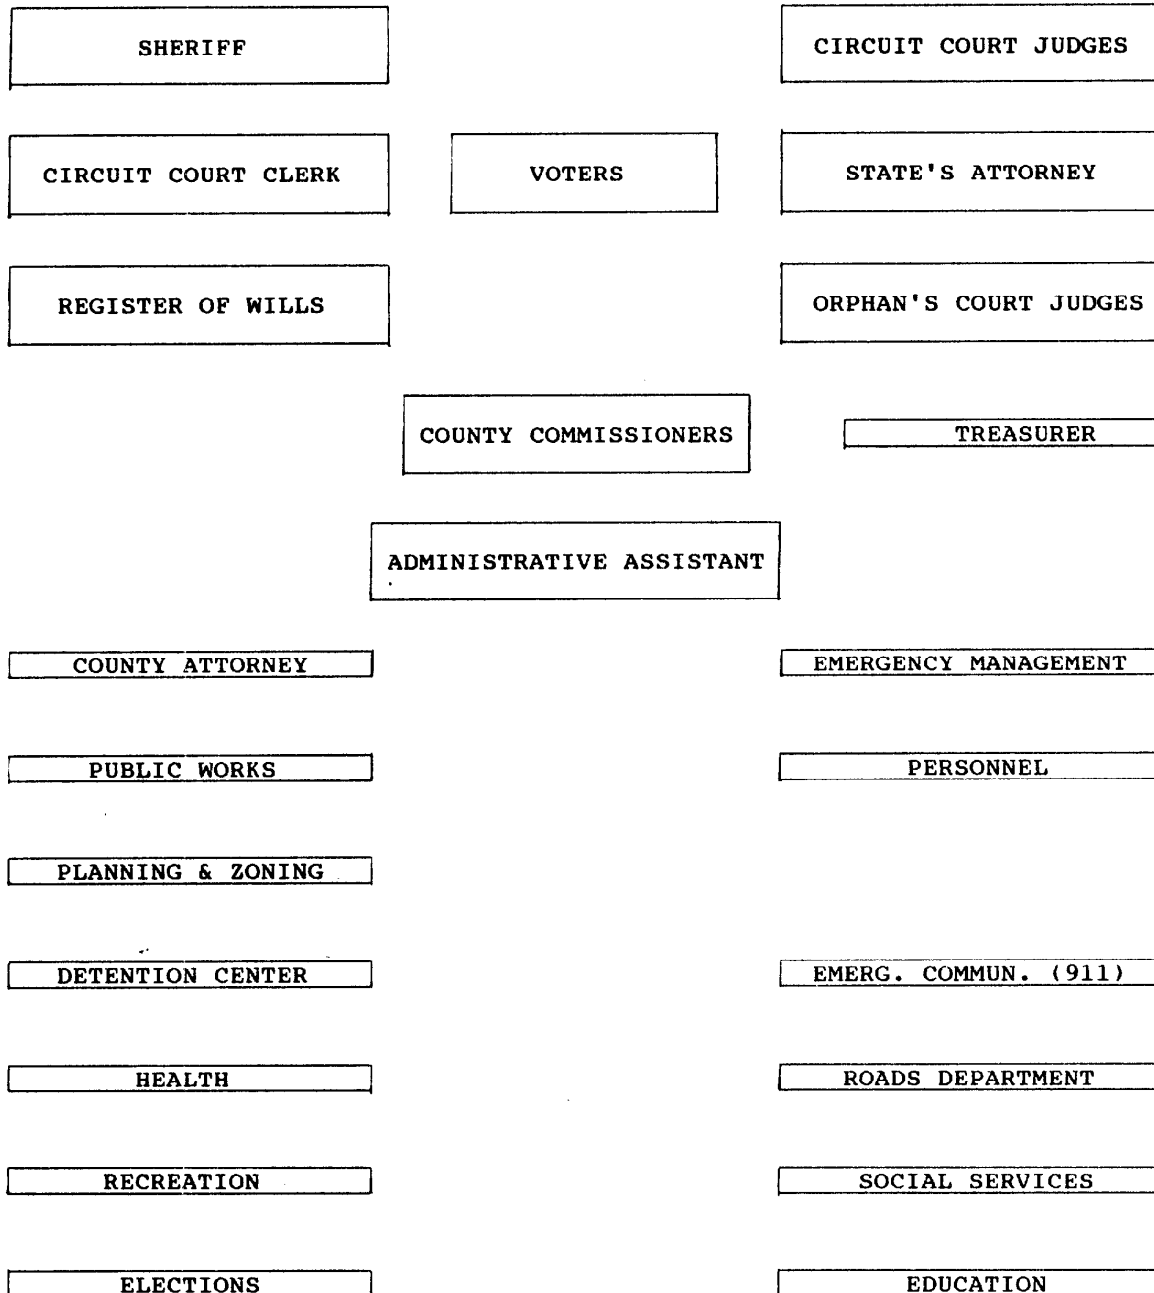 SHERIFF
CIRCUIT COURT JUDGES
CIRCUIT COURT CLERK
VOTERS
STATE'S ATTORNEY
REGISTER OF WILLS
ORPHAN'S COURT JUDGES
COUNTY COMMISSIONERS
TREASURER
ADMINISTRATIVE ASSISTANT
COUNTY ATTORNEY
EMERGENCY MANAGEMENT
PUBLIC WORKS
PERSONNEL
PLANNING & ZONING
DETENTION CENTER
EMERG. COMMUN. (911)
HEALTH
ROADS DEPARTMENT
RECREATION
SOCIAL SERVICES
ELECTIONS
EDUCATION